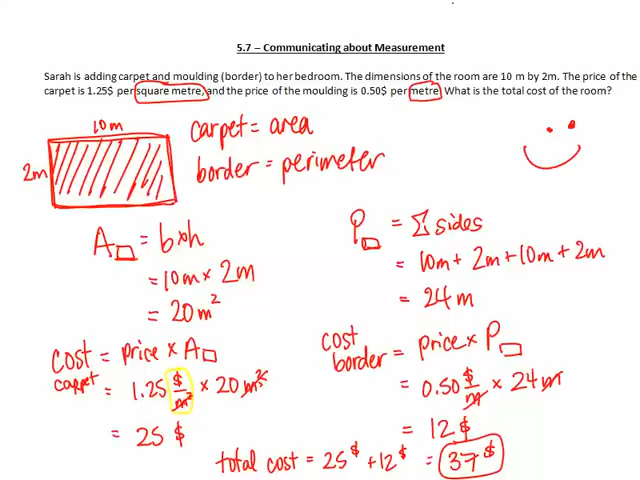 5.7 – Communicating about Measurement
Sarah is adding carpet and moulding (border) to her bedroom. The dimensions of the room are 10 m by 2m. The price of the
carpet is 1.25$ per square metre, and the price of the moulding is 0.50$ per metre. What is the total cost of the room?
10m
2m
carpet = area
border = perimeter
A▭ = b×h
= 10m × 2m
= 20m²
P▭ = Σ sides
= 10m + 2m + 10m + 2m
= 24 m
cost carpet = price × A▭
= 1.25 $/m² × 20 m²
= 25 $
cost border = price × P▭
= 0.50 $/m × 24 m
= 12 $
total cost = 25$ + 12$ = 37$